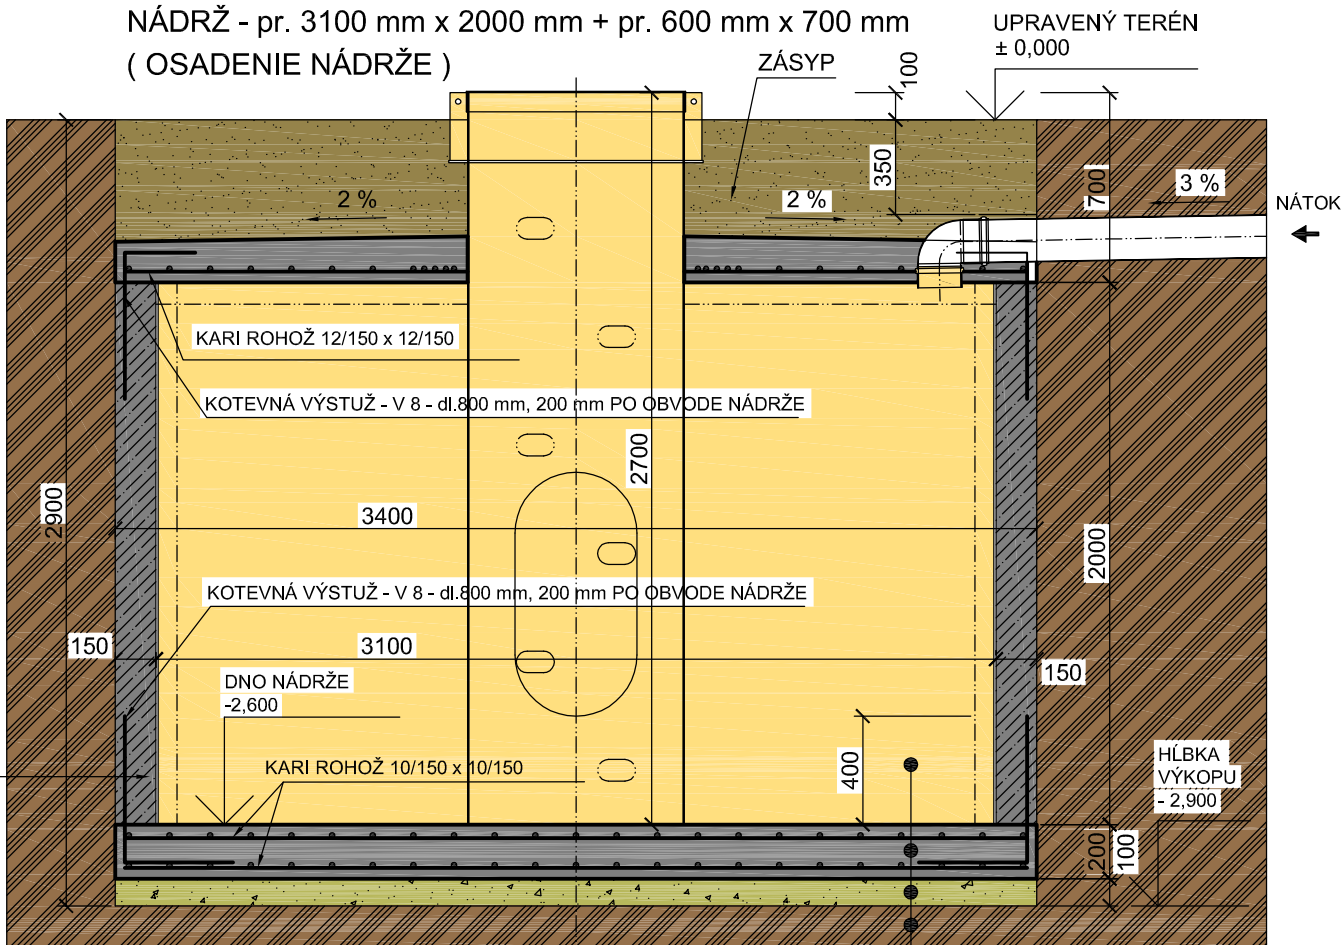 NÁDRŽ - pr. 3100 mm x 2000 mm + pr. 600 mm x 700 mm
( OSADENIE NÁDRŽE )
UPRAVENÝ TERÉN
± 0,000
ZÁSYP
100
350
700
2 %
2 %
3 %
NÁTOK
KARI ROHOŽ 12/150 x 12/150
KOTEVNÁ VÝSTUŽ - V 8 - dl.800 mm, 200 mm PO OBVODE NÁDRŽE
2700
2900
3400
2000
KOTEVNÁ VÝSTUŽ - V 8 - dl.800 mm, 200 mm PO OBVODE NÁDRŽE
150
3100
150
DNO NÁDRŽE
-2,600
KARI ROHOŽ 10/150 x 10/150
400
HĹBKA
VÝKOPU
- 2,900
200
100